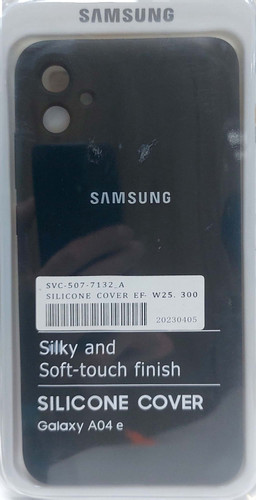 SAMSUNG
SAMSUNG
SVC-507-7132_A
SILICONE COVER EF- W25. 300
20230405
Silky and
Soft-touch finish
SILICONE COVER
Galaxy A04 e